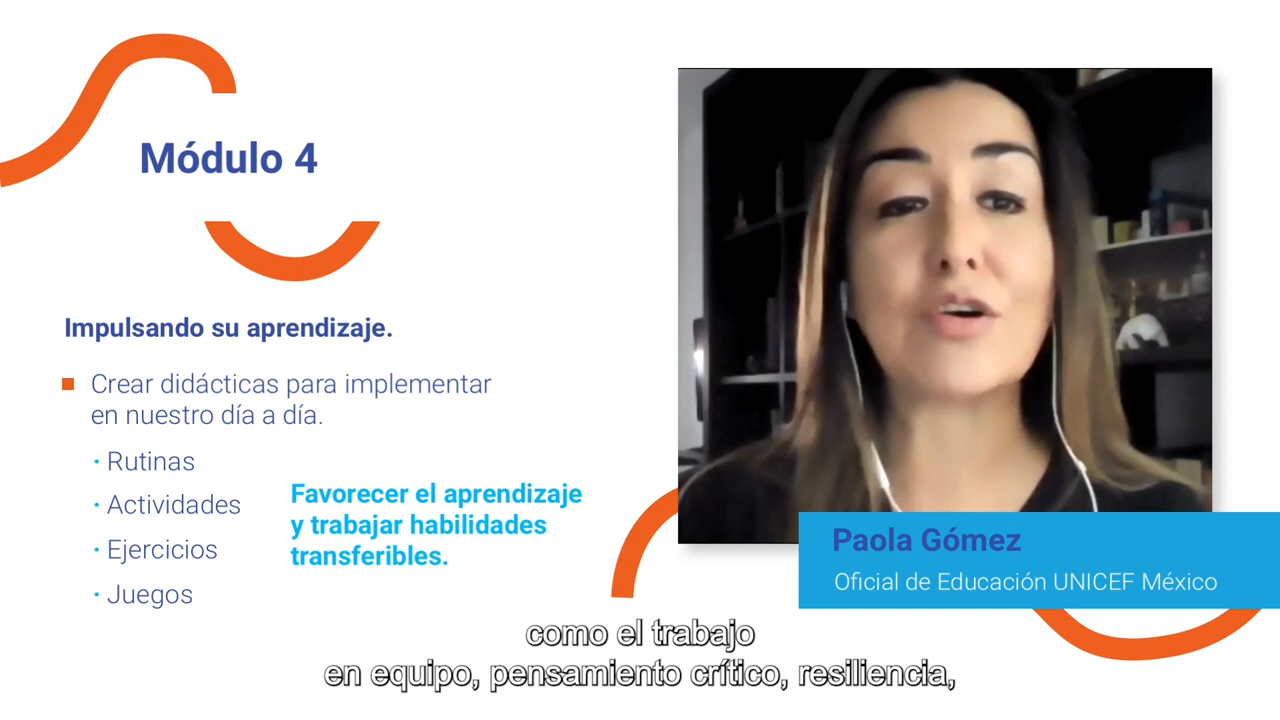 Módulo 4
Impulsando su aprendizaje.
Crear didácticas para implementar
en nuestro día a día.
· Rutinas
· Actividades
· Ejercicios
· Juegos
Favorecer el aprendizaje
y trabajar habilidades
transferibles.
Paola Gómez
Oficial de Educación UNICEF México
como el trabajo
en equipo, pensamiento crítico, resiliencia,